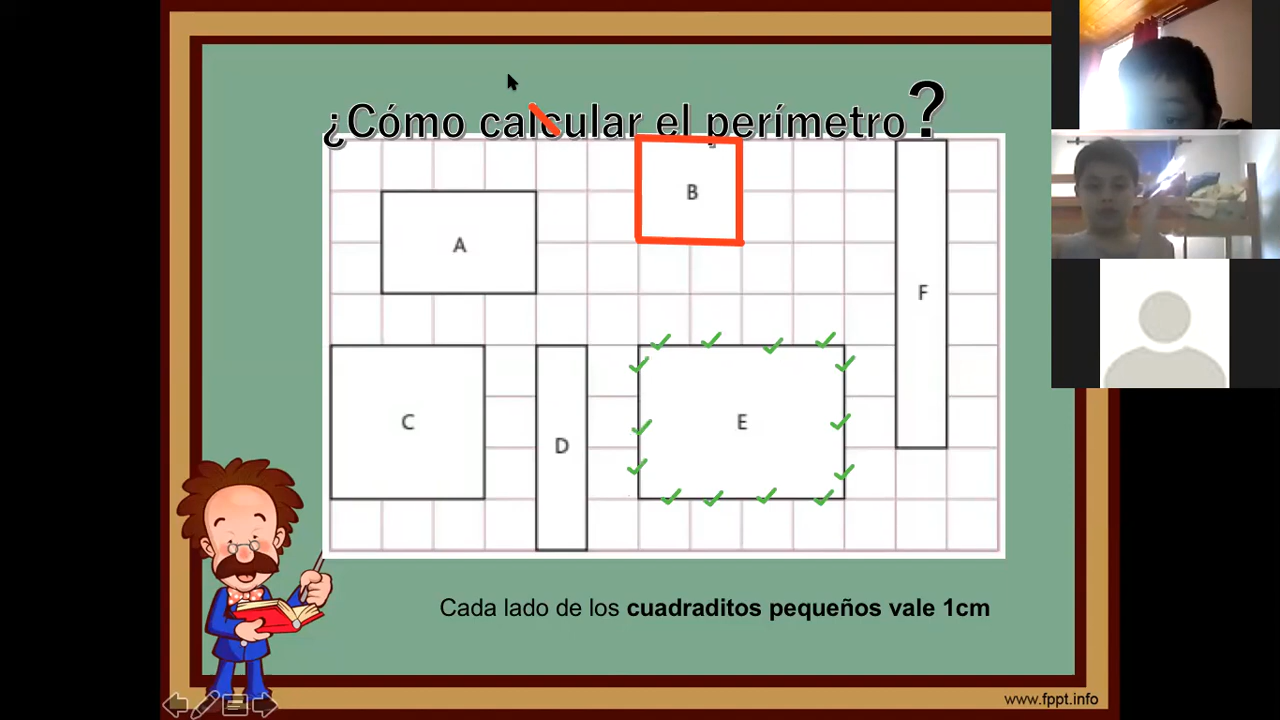 ¿Cómo calcular el perímetro?
B
A
F
C
D
E
Cada lado de los cuadraditos pequeños vale 1cm
www.fppt.info